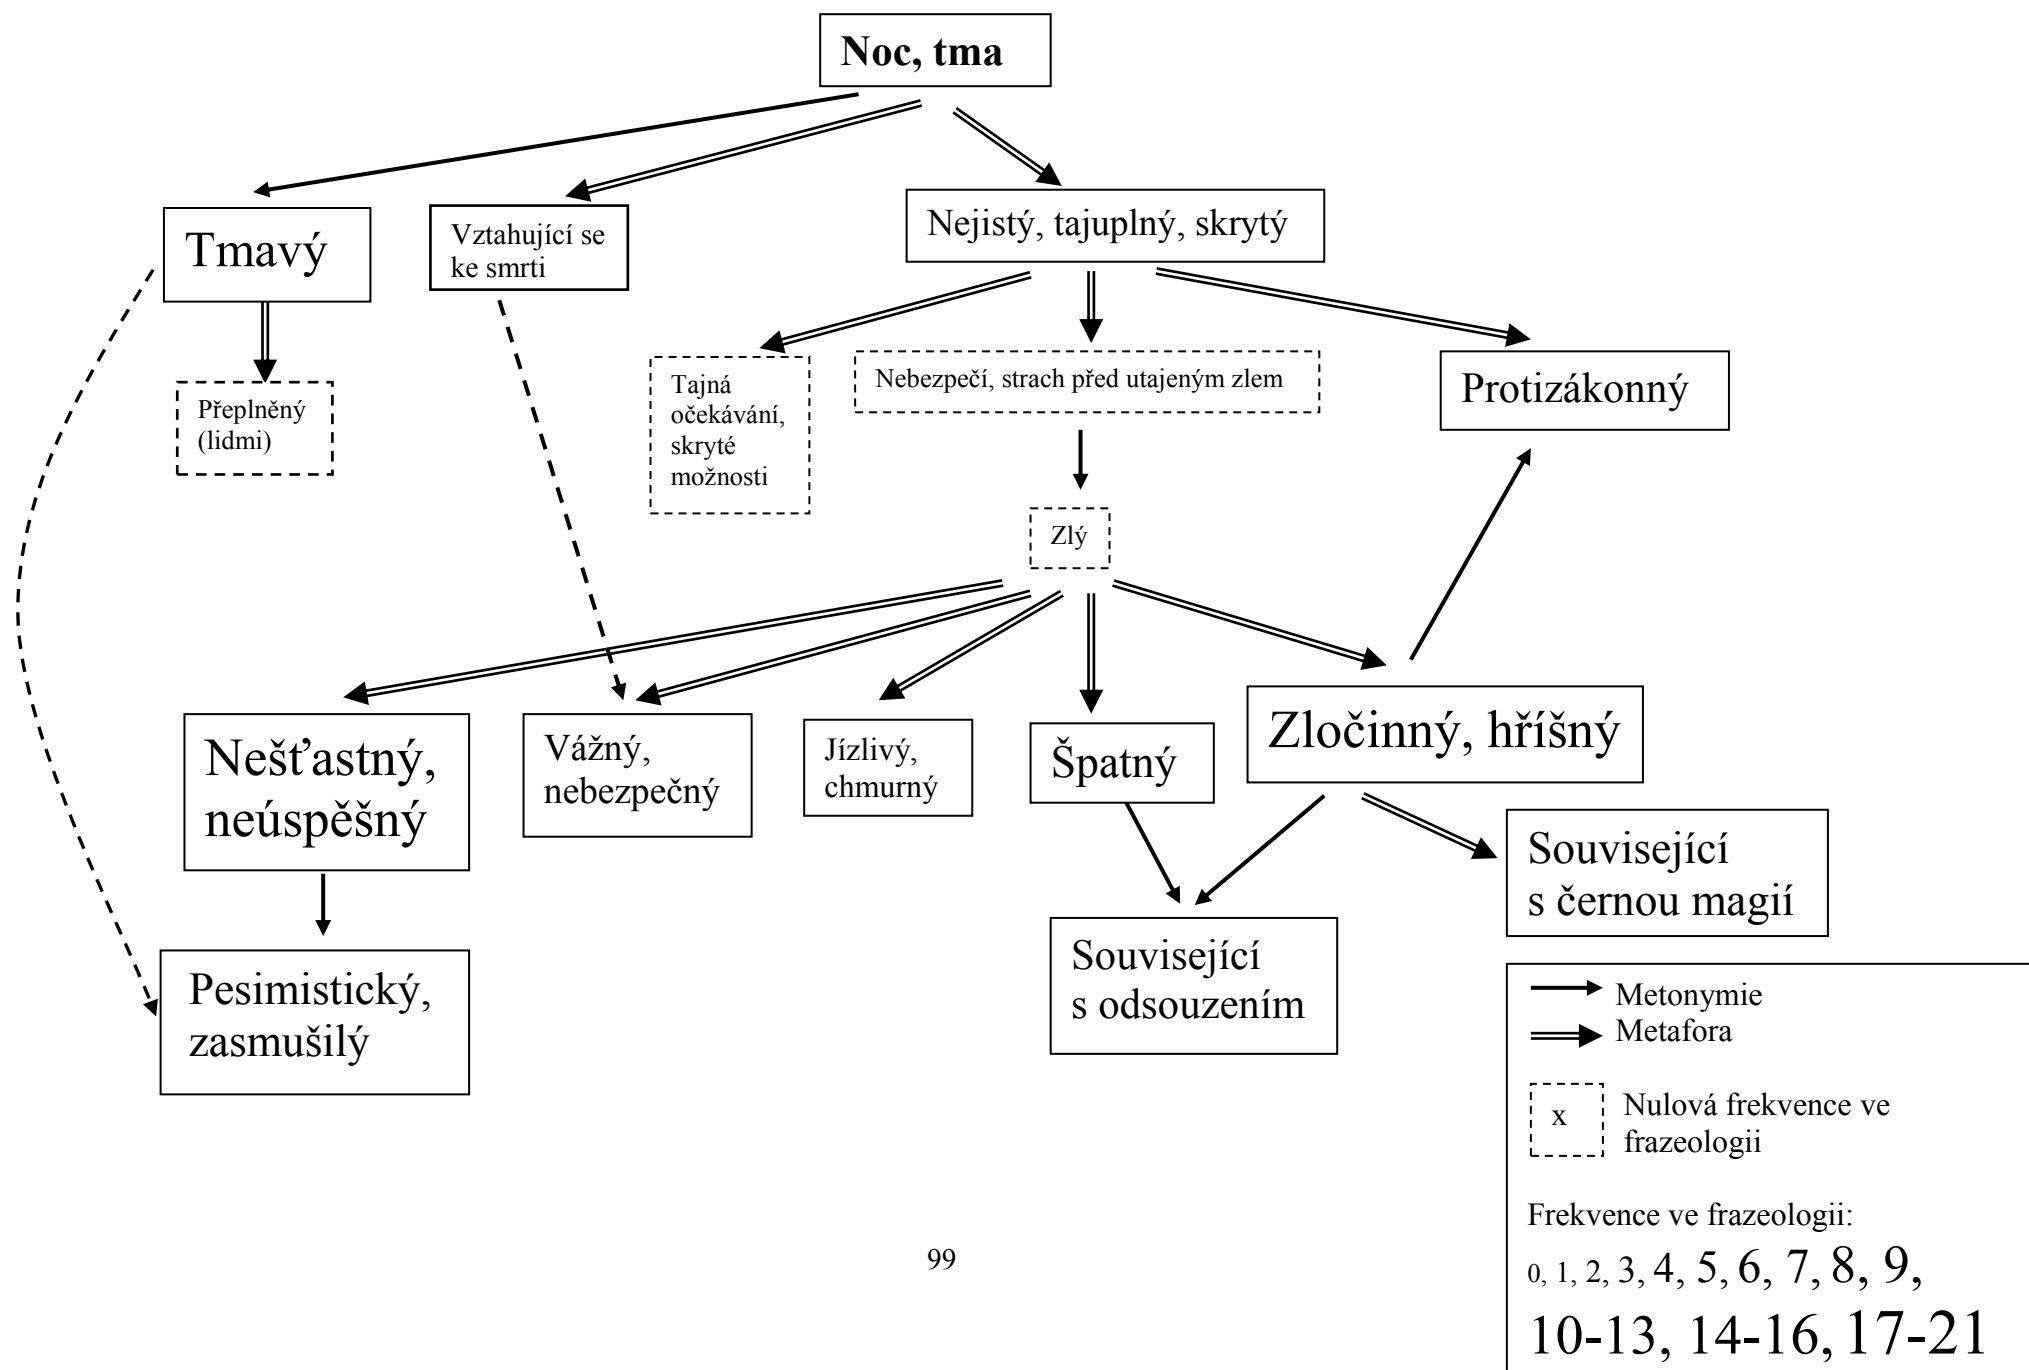 Noc, tma
Tmavý
Vztahující se
ke smrti
Nejistý, tajuplný, skrytý
Přeplněný
(lidmi)
Tajná
očekávání,
skryté
možnosti
Nebezpečí, strach před utajeným zlem
Protizákonný
Zlý
Nešťastný,
neúspěšný
Vážný,
nebezpečný
Jízlivý,
chmurný
Špatný
Zločinný, hříšný
Související
s černou magií
Pesimistický,
zasmušilý
Související
s odsouzením
Metonymie
Metafora
x
Nulová frekvence ve
frazeologii
Frekvence ve frazeologii:
0, 1, 2, 3, 4, 5, 6, 7, 8, 9,
10-13, 14-16, 17-21
99